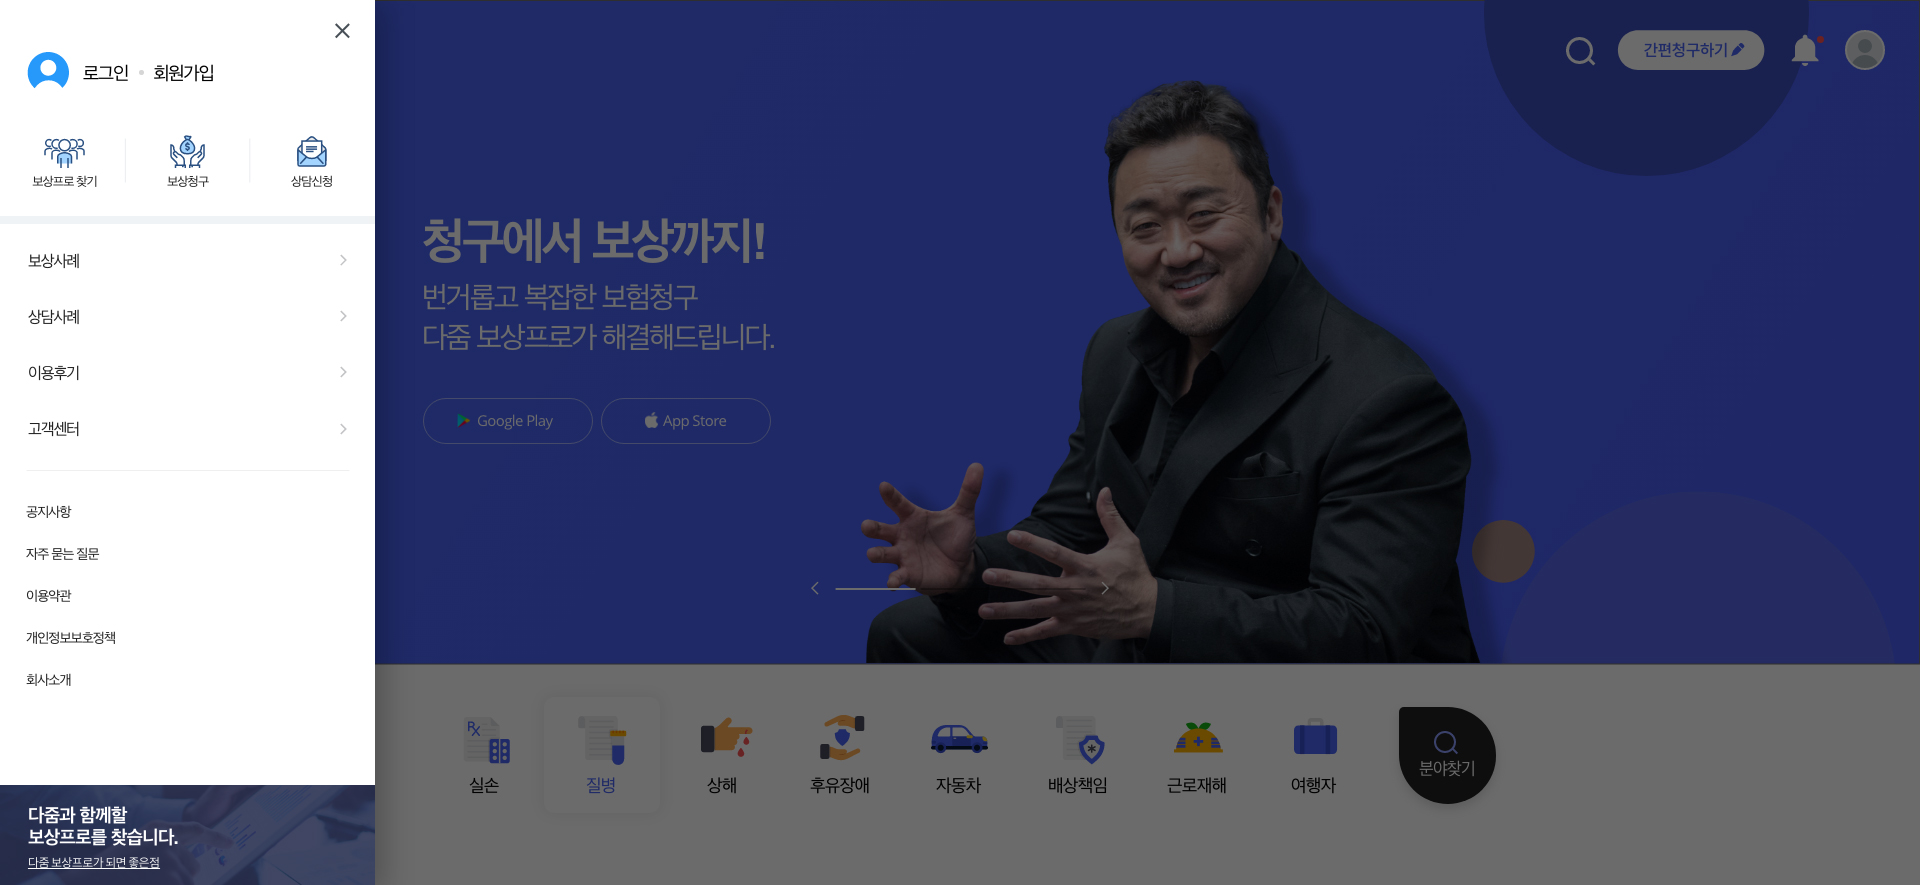 로그인 • 회원가입
보상프로 찾기
보상청구
상담신청
보상사례
상담사례
이용후기
고객센터
공지사항
자주 묻는 질문
이용약관
개인정보보호정책
회사소개
다줌과 함께할
보상프로를 찾습니다.
다줌 보상프로가 되면 좋은점
간편청구하기
청구에서 보상까지!
번거롭고 복잡한 보험청구
다줌 보상프로가 해결해드립니다.
Google Play
App Store
Rx
실손
질병
상해
후유장애
자동차
배상책임
근로재해
여행자
분야찾기